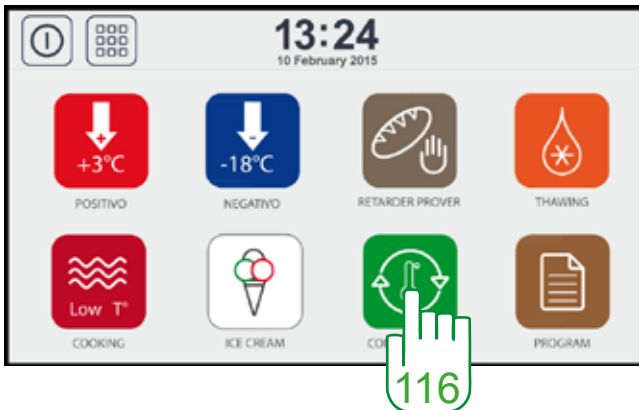 13:24
10 February 2015
+3°C
-18°C
POSITIVO
NEGATIVO
RETARDER PROVER
THAWING
Low T°
COOKING
ICE CREAM
PROGRAM
116